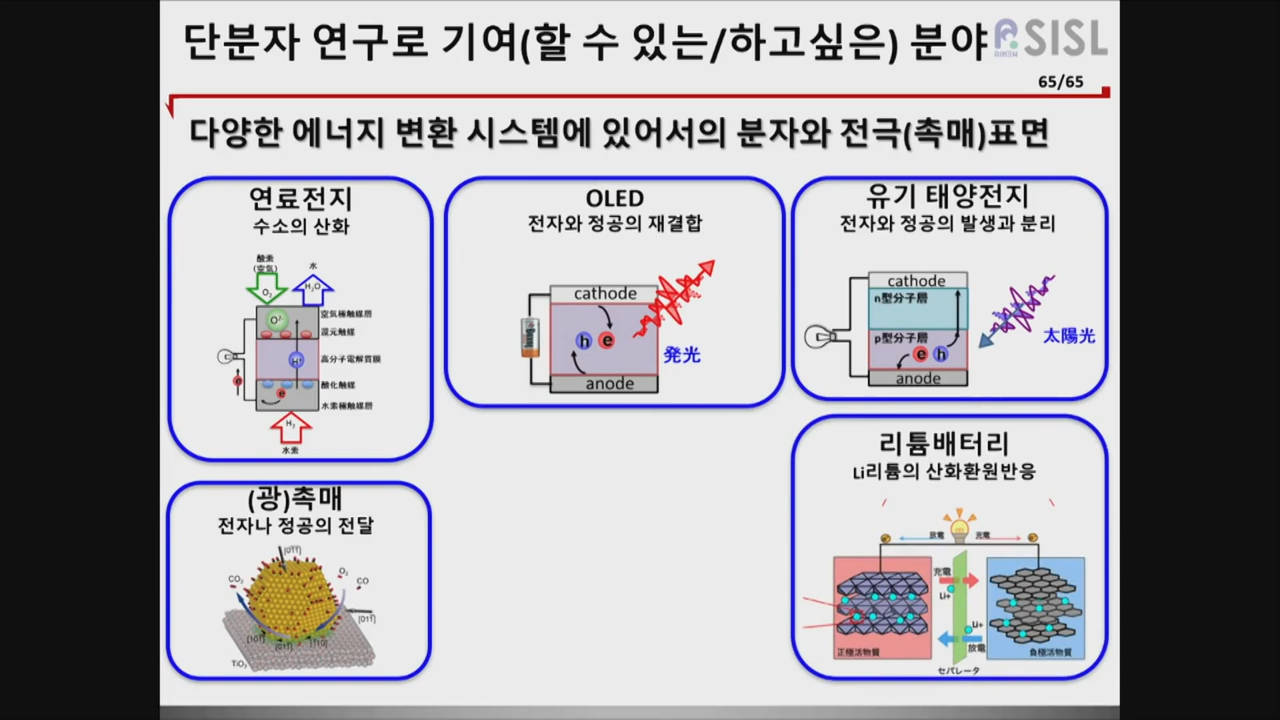 단분자 연구로 기여(할 수 있는/하고싶은) 분야
SISL
65/65
다양한 에너지 변환 시스템에 있어서의 분자와 전극(촉매)표면
연료전지
수소의 산화
酸素
(空気)
水
O₂
H₂O
空気極触媒層
O²⁻
還元触媒
H⁺
高分子電解質膜
酸化触媒
e
水素極触媒層
H₂
水素
OLED
전자와 정공의 재결합
cathode
h e
発光
anode
유기 태양전지
전자와 정공의 발생과 분리
cathode
n型分子層
p型分子層
太陽光
e h
anode
(광)촉매
전자나 정공의 전달
CO₂
O₂
CO
TiO₂
리튬배터리
Li리튬의 산화환원반응
放電 充電
充電
Li+
Li+
放電
正極活物質
負極活物質
セパレータ